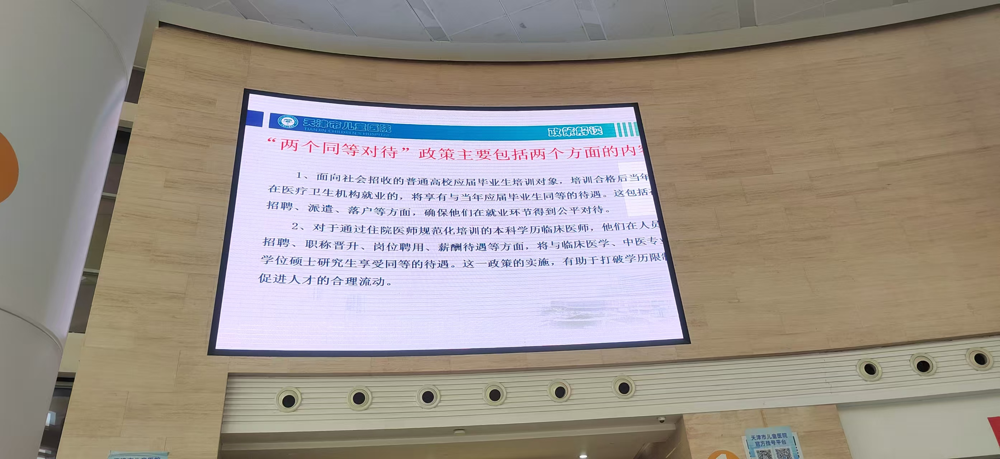 天津市儿童医院
TIANJIN CHILDREN'S HOSPITAL
政策解读
“两个同等对待”政策主要包括两个方面的内容
1、面向社会招收的普通高校应届毕业生培训对象，培训合格后当年
在医疗卫生机构就业的，将享有与当年应届毕业生同等的待遇。这包括
招聘、派遣、落户等方面，确保他们在就业环节得到公平对待。
2、对于通过住院医师规范化培训的本科学历临床医师，他们在人员
招聘、职称晋升、岗位聘用、薪酬待遇等方面，将与临床医学、中医专业
学位硕士研究生享受同等的待遇。这一政策的实施，有助于打破学历限制
促进人才的合理流动。
天津市儿童医院
官方挂号平台
天津市儿童医院